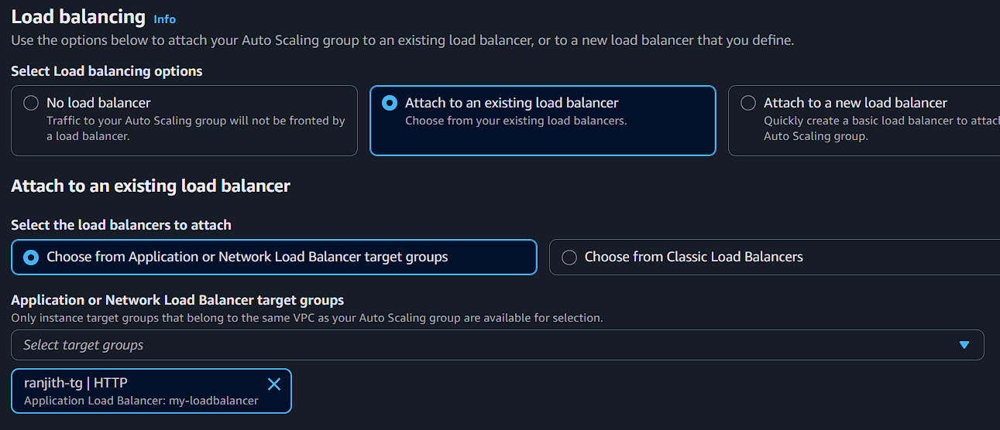 Load balancing Info
Use the options below to attach your Auto Scaling group to an existing load balancer, or to a new load balancer that you define.
Select Load balancing options
No load balancer
Traffic to your Auto Scaling group will not be fronted by
a load balancer.
Attach to an existing load balancer
Choose from your existing load balancers.
Attach to a new load balancer
Quickly create a basic load balancer to attach
Auto Scaling group.
Attach to an existing load balancer
Select the load balancers to attach
Choose from Application or Network Load Balancer target groups
Choose from Classic Load Balancers
Application or Network Load Balancer target groups
Only instance target groups that belong to the same VPC as your Auto Scaling group are available for selection.
Select target groups
ranjith-tg | HTTP
Application Load Balancer: my-loadbalancer